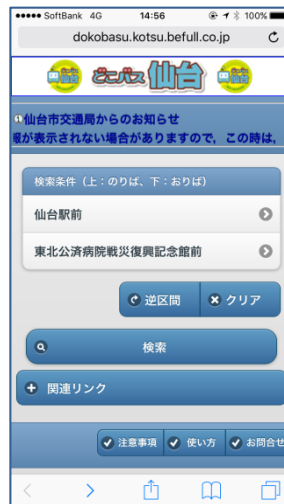 SoftBank 4G 14:56 100%
dokobasu.kotsu.befull.co.jp
どこバス仙台
仙台市交通局からのお知らせ
報が表示されない場合がありますので、この時は、
検索条件（上：のりば、下：おりば）
仙台駅前
東北公済病院戦災復興記念館前
逆区間 クリア
検索
関連リンク
注意事項 使い方 お問合せ